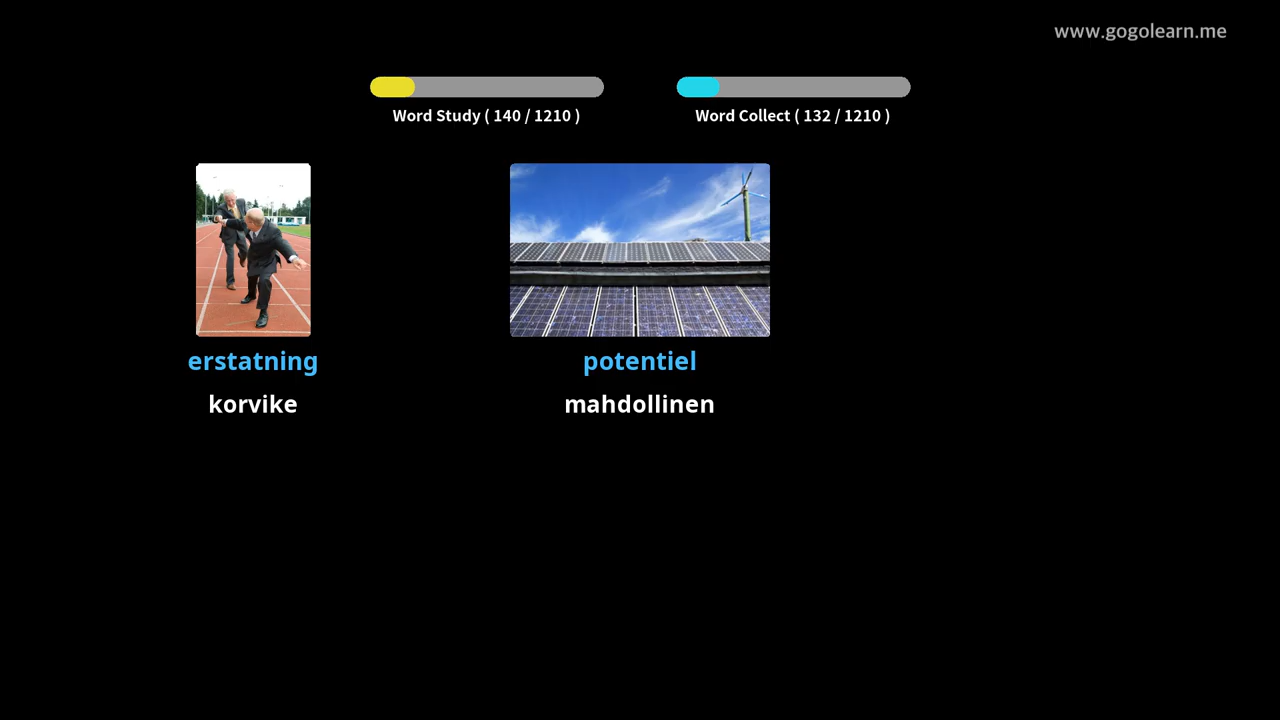 www.gogolearn.me
Word Study ( 140 / 1210 )
Word Collect ( 132 / 1210 )
erstatning
korvike
potentiel
mahdollinen